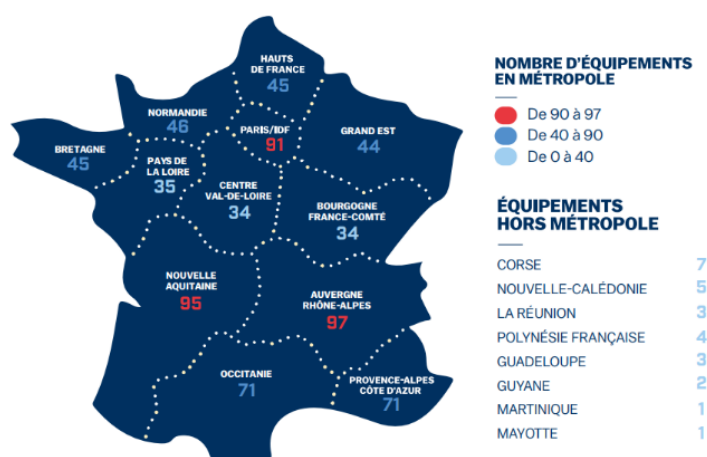 HAUTS
DE FRANCE
45
NORMANDIE
46
PARIS/IDF
91
GRAND EST
44
BRETAGNE
45
PAYS DE
LA LOIRE
35
CENTRE
VAL-DE-LOIRE
34
BOURGOGNE
FRANCE-COMTÉ
34
NOUVELLE
AQUITAINE
95
AUVERGNE
RHÔNE-ALPES
97
OCCITANIE
71
PROVENCE-ALPES
CÔTE D'AZUR
71
NOMBRE D'ÉQUIPEMENTS
EN MÉTROPOLE
De 90 à 97
De 40 à 90
De 0 à 40
ÉQUIPEMENTS
HORS MÉTROPOLE
CORSE 7
NOUVELLE-CALÉDONIE 5
LA RÉUNION 3
POLYNÉSIE FRANÇAISE 4
GUADELOUPE 3
GUYANE 2
MARTINIQUE 1
MAYOTTE 1